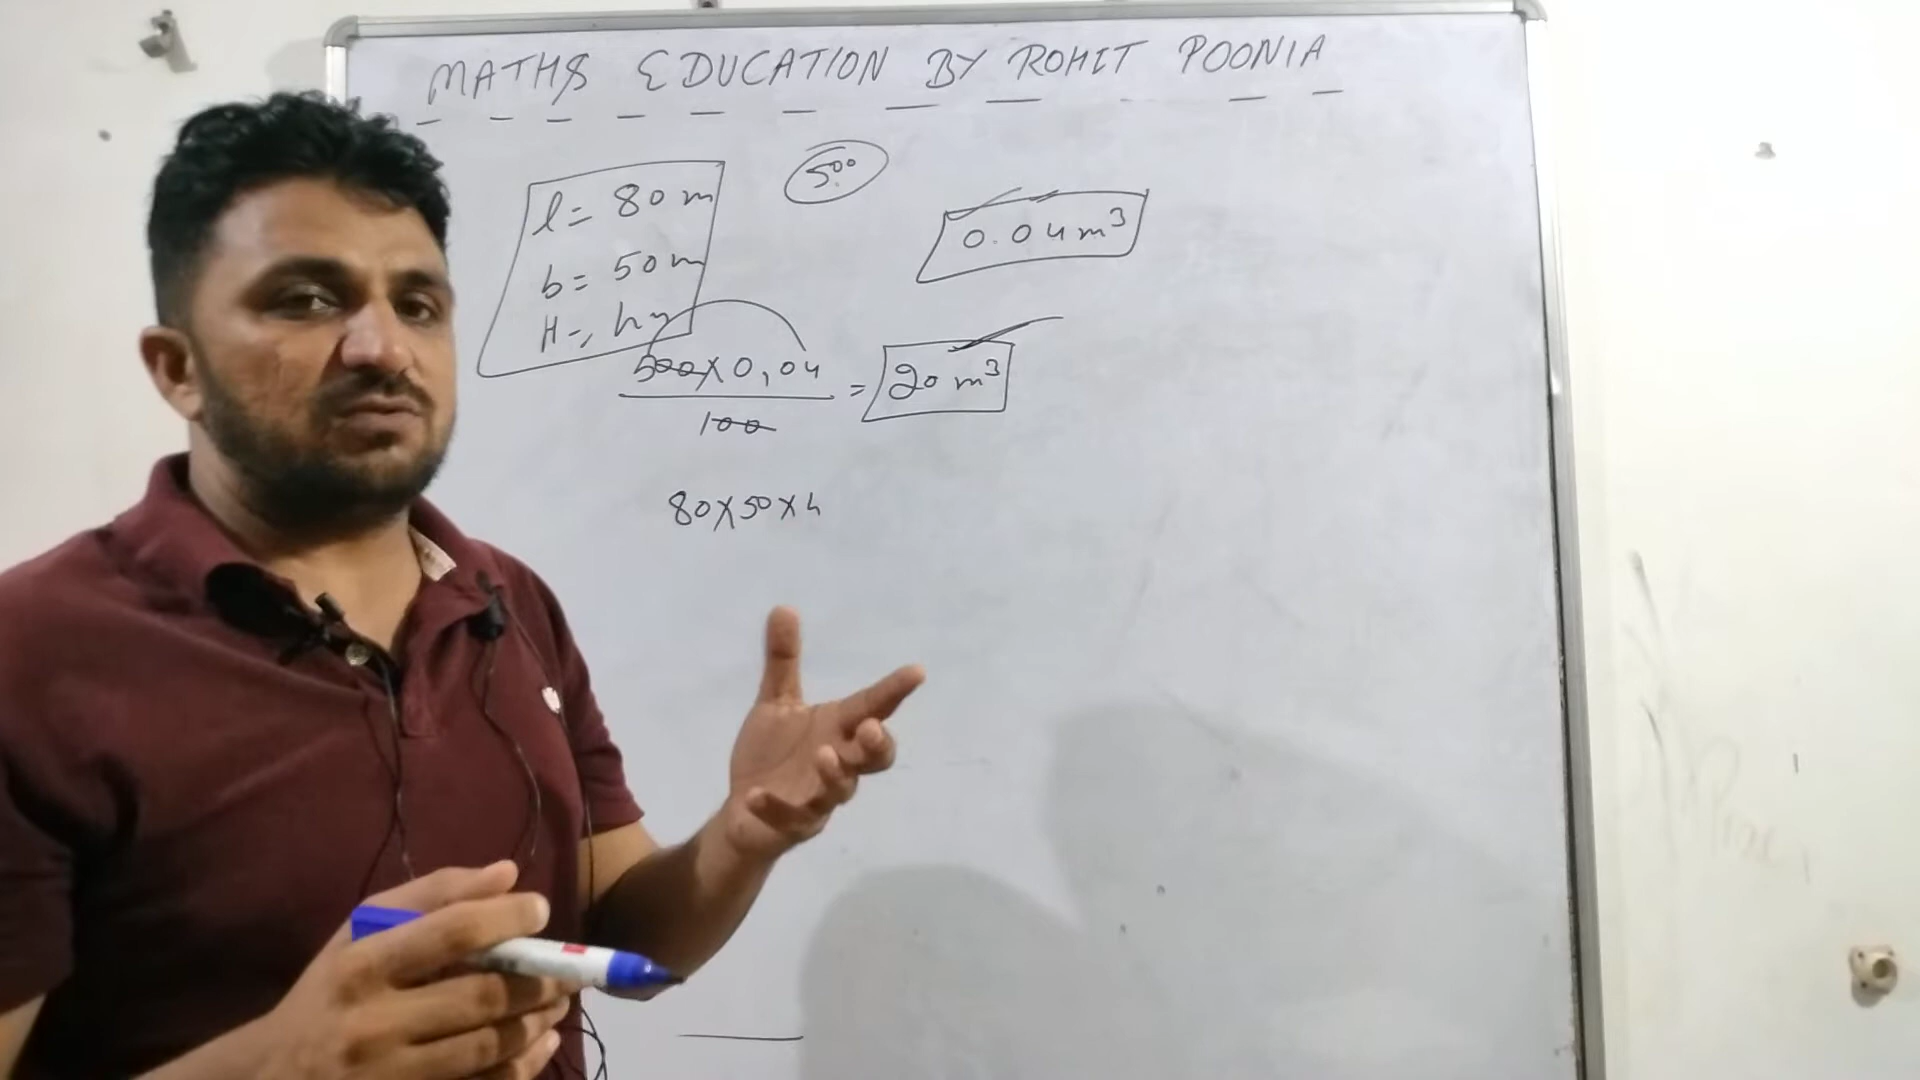 MATHS EDUCATION BY ROHIT POONIA
l = 80 m
500
0.04 m³
b = 50 m
H =
500 x 0,04
= 20 m³
100
80 x 50 x h